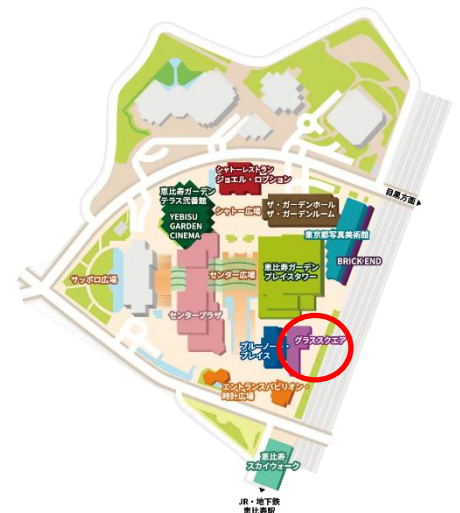 シャトーレストラン
ジョエル・ロブション
恵比寿ガーデン
テラス弐番館
YEBISU
GARDEN
CINEMA
シャトー広場
ザ・ガーデンホール
ザ・ガーデンルーム
目黒方面▶
東京都写真美術館
BRICK END
サッポロ広場
センター広場
恵比寿ガーデン
プレイスタワー
センタープラザ
グラススクエア
ブルーノート・
プレイス
エントランスパビリオン・
時計広場
恵比寿
スカイウォーク
JR・地下鉄
恵比寿駅